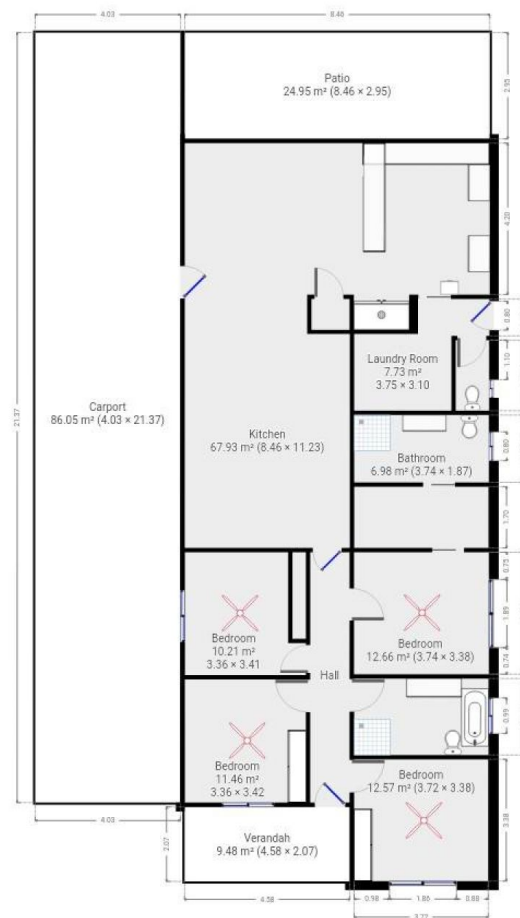 4.03
8.46
Patio
24.95 m² (8.46 × 2.95)
2.95
4.20
0.80
Laundry Room
7.73 m²
3.75 × 3.10
1.10
21.37
Carport
86.05 m² (4.03 × 21.37)
Kitchen
67.93 m² (8.46 × 11.23)
Bathroom
6.98 m² (3.74 × 1.87)
0.80
1.70
0.75
Bedroom
10.21 m²
3.36 × 3.41
Bedroom
12.66 m² (3.74 × 3.38)
1.89
0.74
Hall
0.99
Bedroom
11.46 m²
3.36 × 3.42
Bedroom
12.57 m² (3.72 × 3.38)
3.38
4.03
2.07
Verandah
9.48 m² (4.58 × 2.07)
4.58
0.98
1.86
0.88
3.72